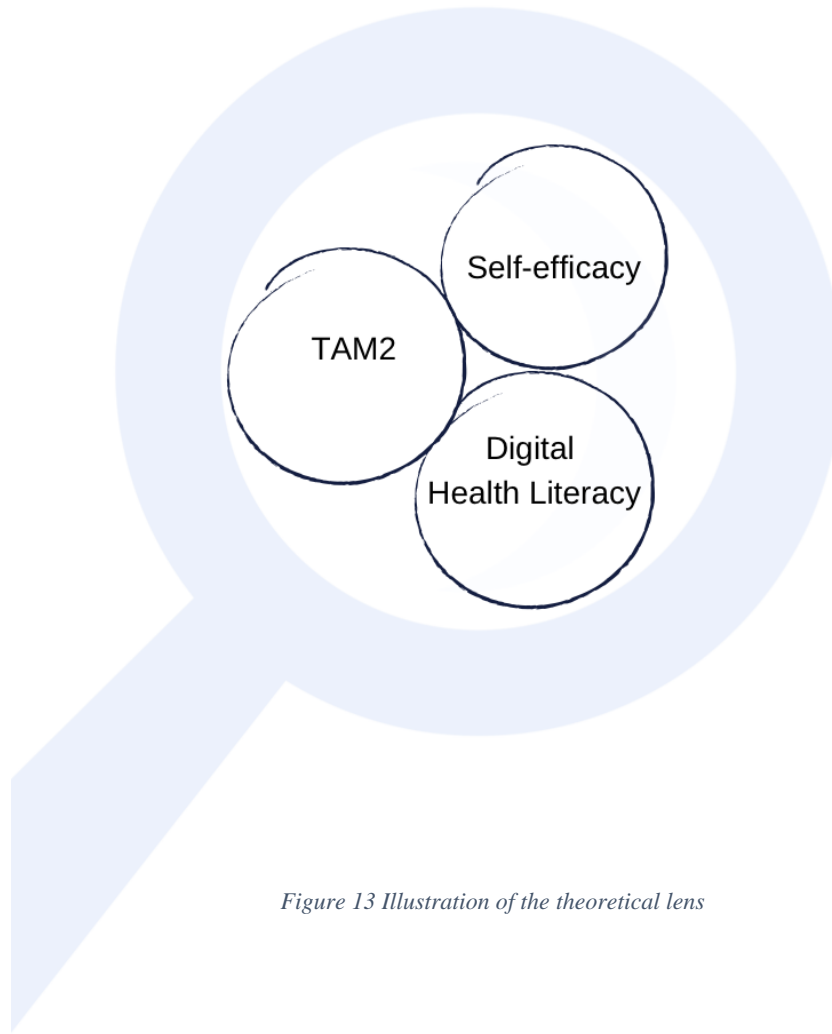 Self-efficacy
TAM2
Digital
Health Literacy
Figure 13 Illustration of the theoretical lens